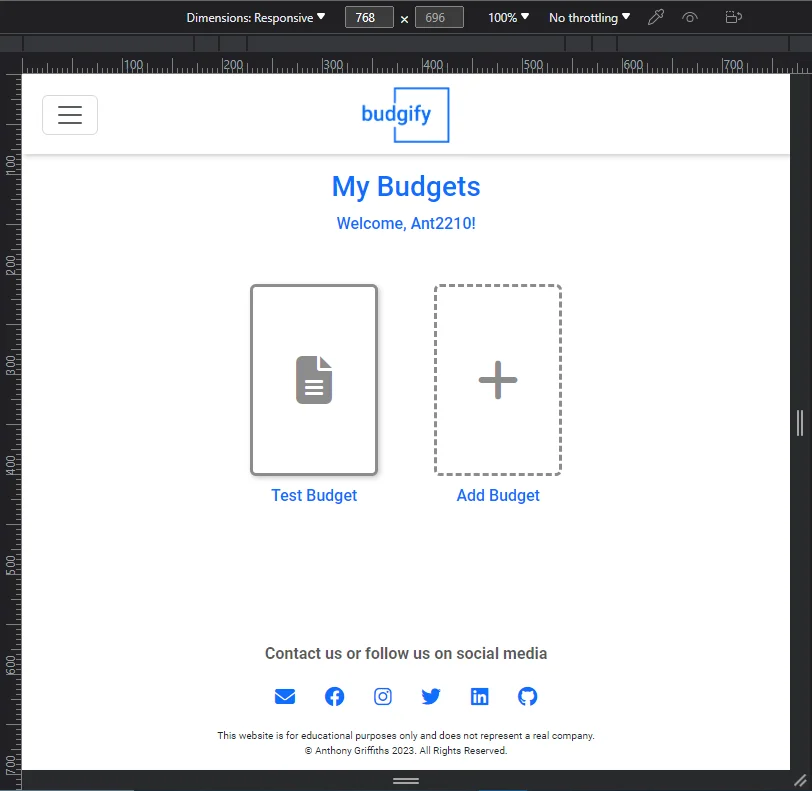 Dimensions: Responsive 768 × 696 100% No throttling
100 200 300 400 500 600 700
budgify
My Budgets
Welcome, Ant2210!
100
200
300
400
500
600
700
Test Budget Add Budget
Contact us or follow us on social media
This website is for educational purposes only and does not represent a real company.
© Anthony Griffiths 2023. All Rights Reserved.